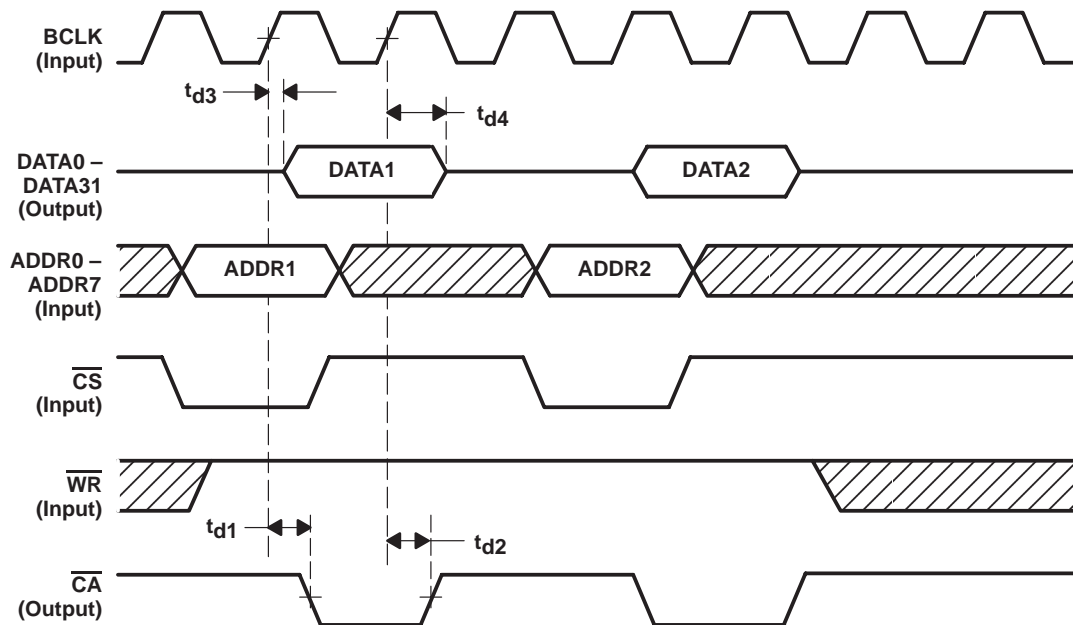 BCLK
(Input)
td3
td4
DATA0 –
DATA31
(Output)
DATA1
DATA2
ADDR0 –
ADDR7
(Input)
ADDR1
ADDR2
CS
(Input)
WR
(Input)
td1
td2
CA
(Output)